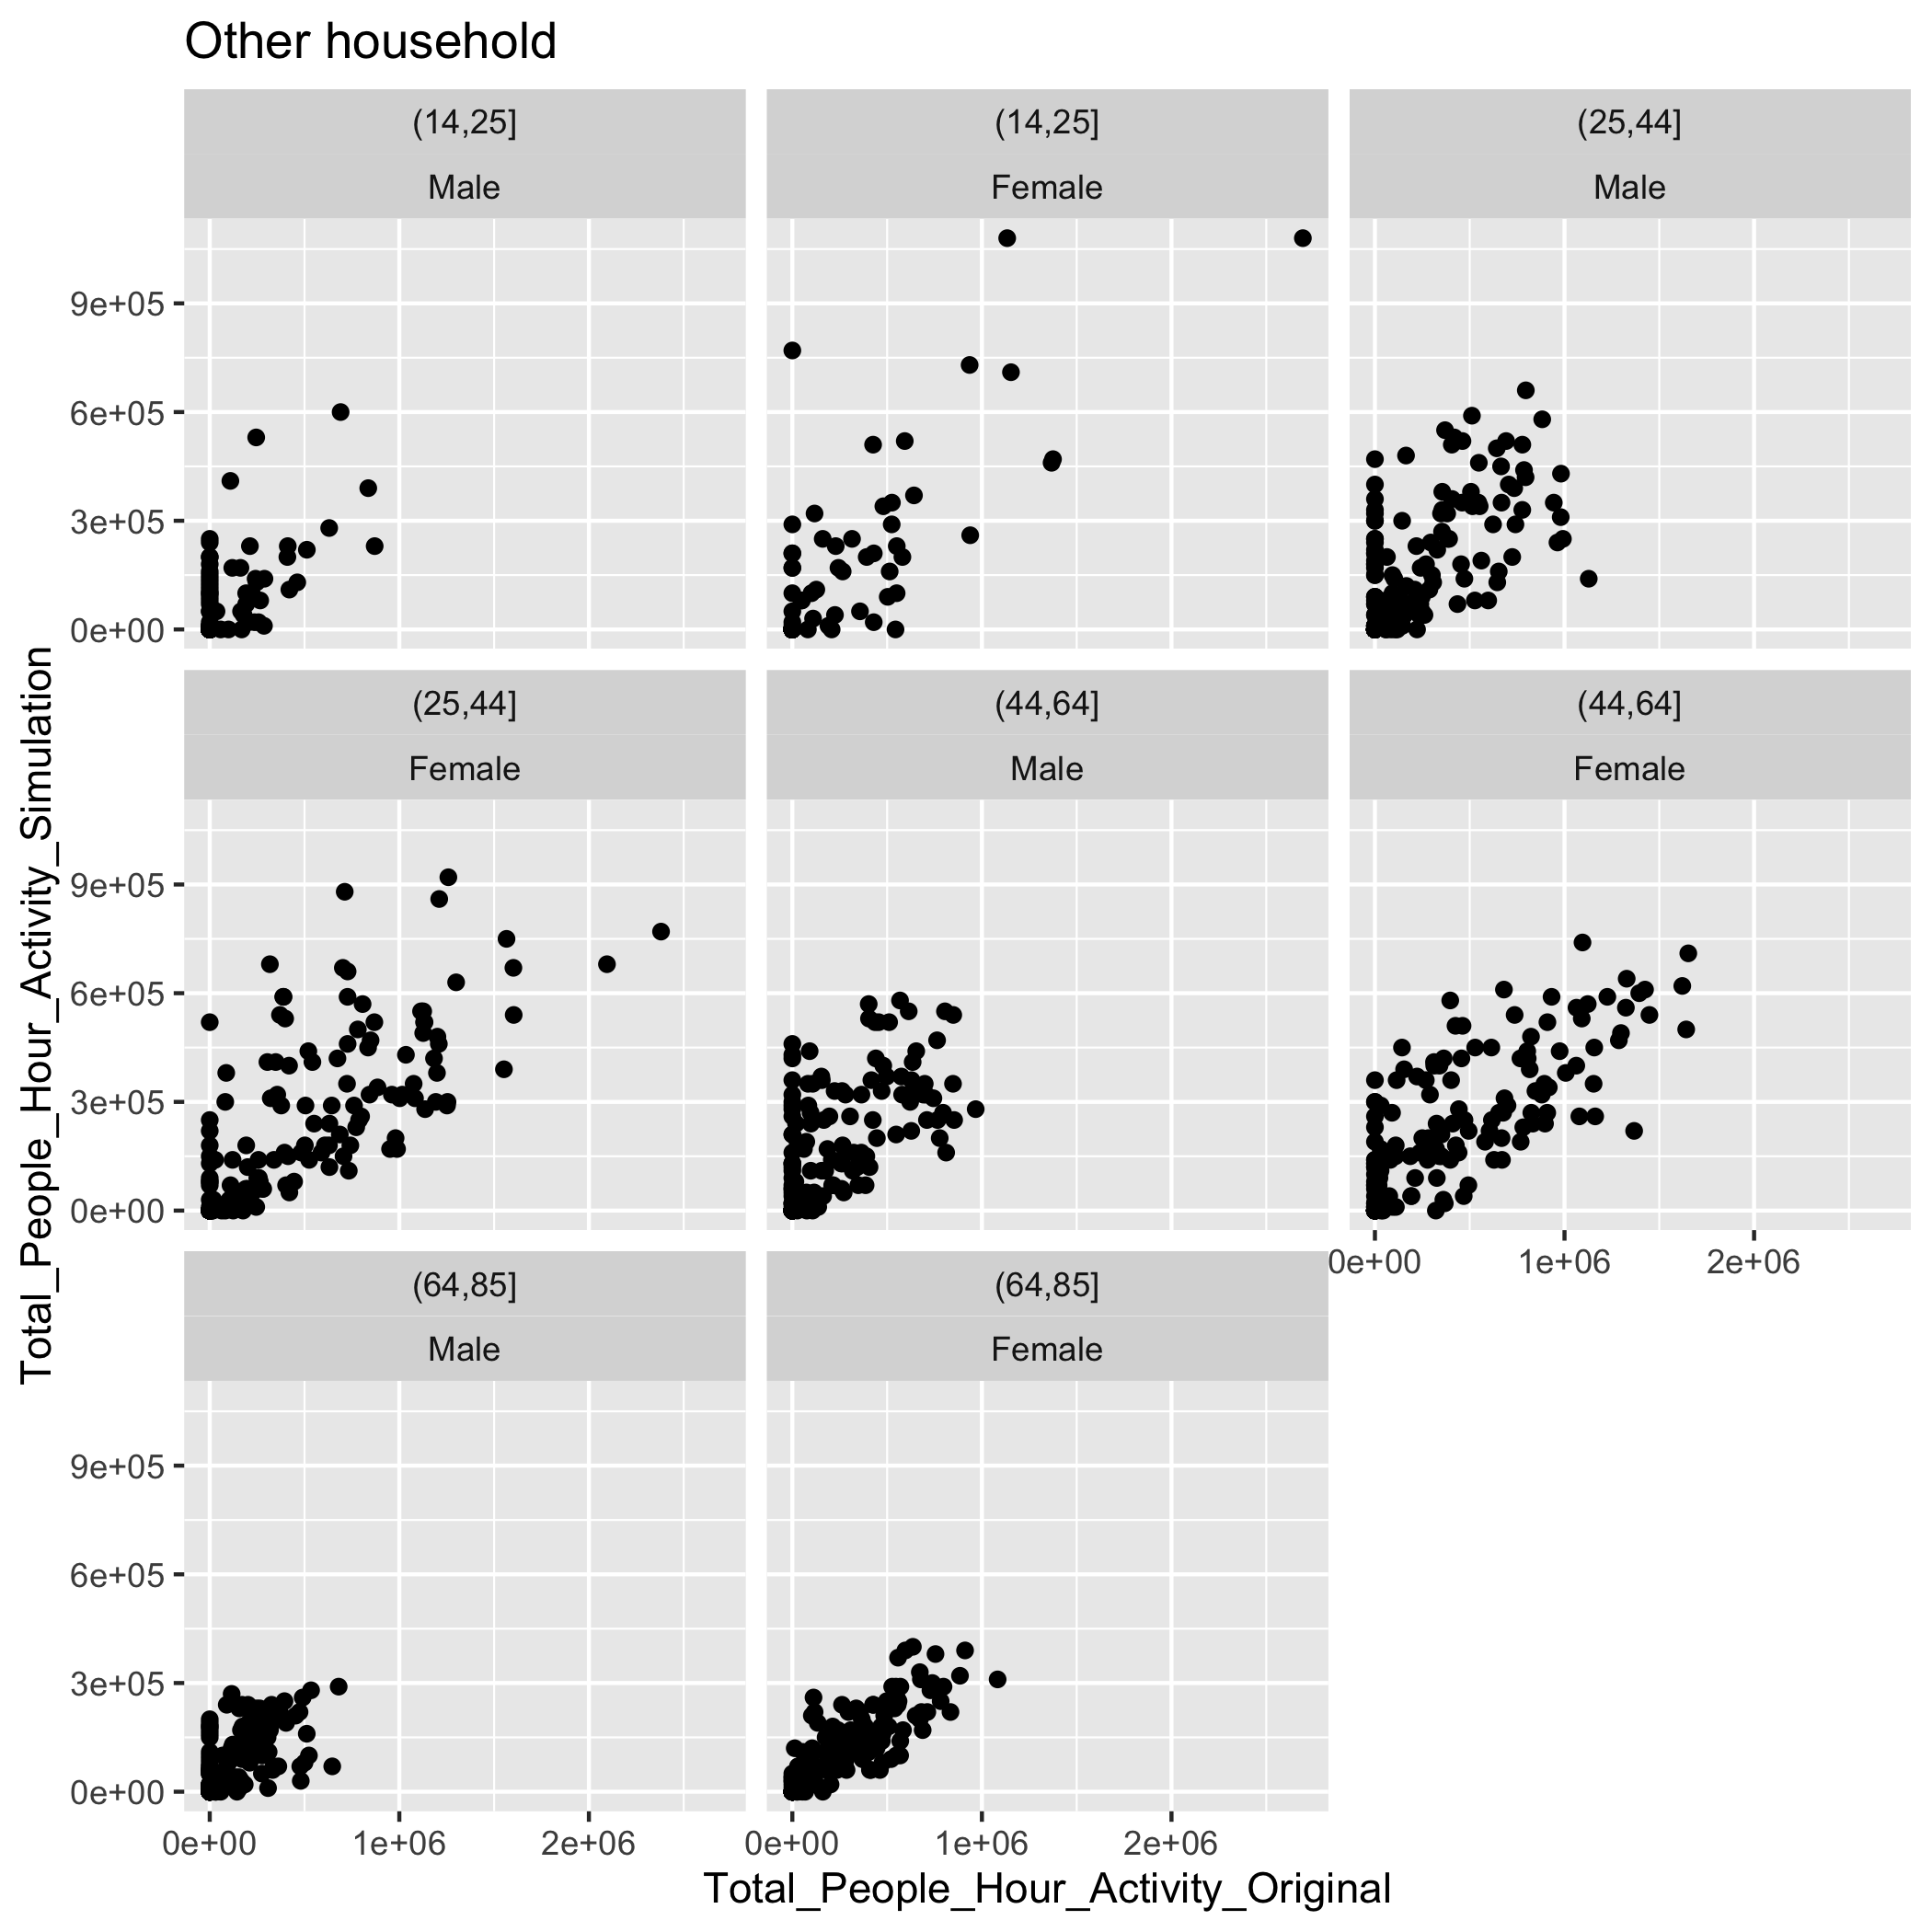 Other household
(14,25] (14,25] (25,44]
Male Female Male
9e+05
6e+05
3e+05
0e+00
(25,44] (44,64] (44,64]
Female Male Female
9e+05
6e+05
3e+05
0e+00
0e+00 1e+06 2e+06
(64,85] (64,85]
Male Female
9e+05
6e+05
3e+05
0e+00
0e+00 1e+06 2e+06 0e+00 1e+06 2e+06
Total_People_Hour_Activity_Original
Total_People_Hour_Activity_Simulation